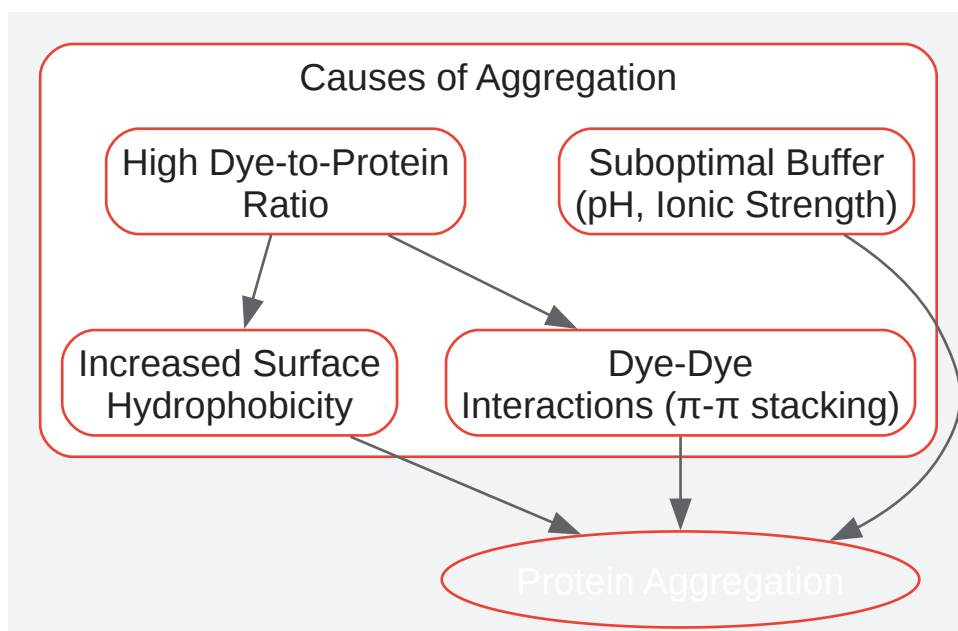 Causes of Aggregation
High Dye-to-Protein
Ratio
Suboptimal Buffer
(pH, Ionic Strength)
Increased Surface
Hydrophobicity
Dye-Dye
Interactions (π-π stacking)
Protein Aggregation